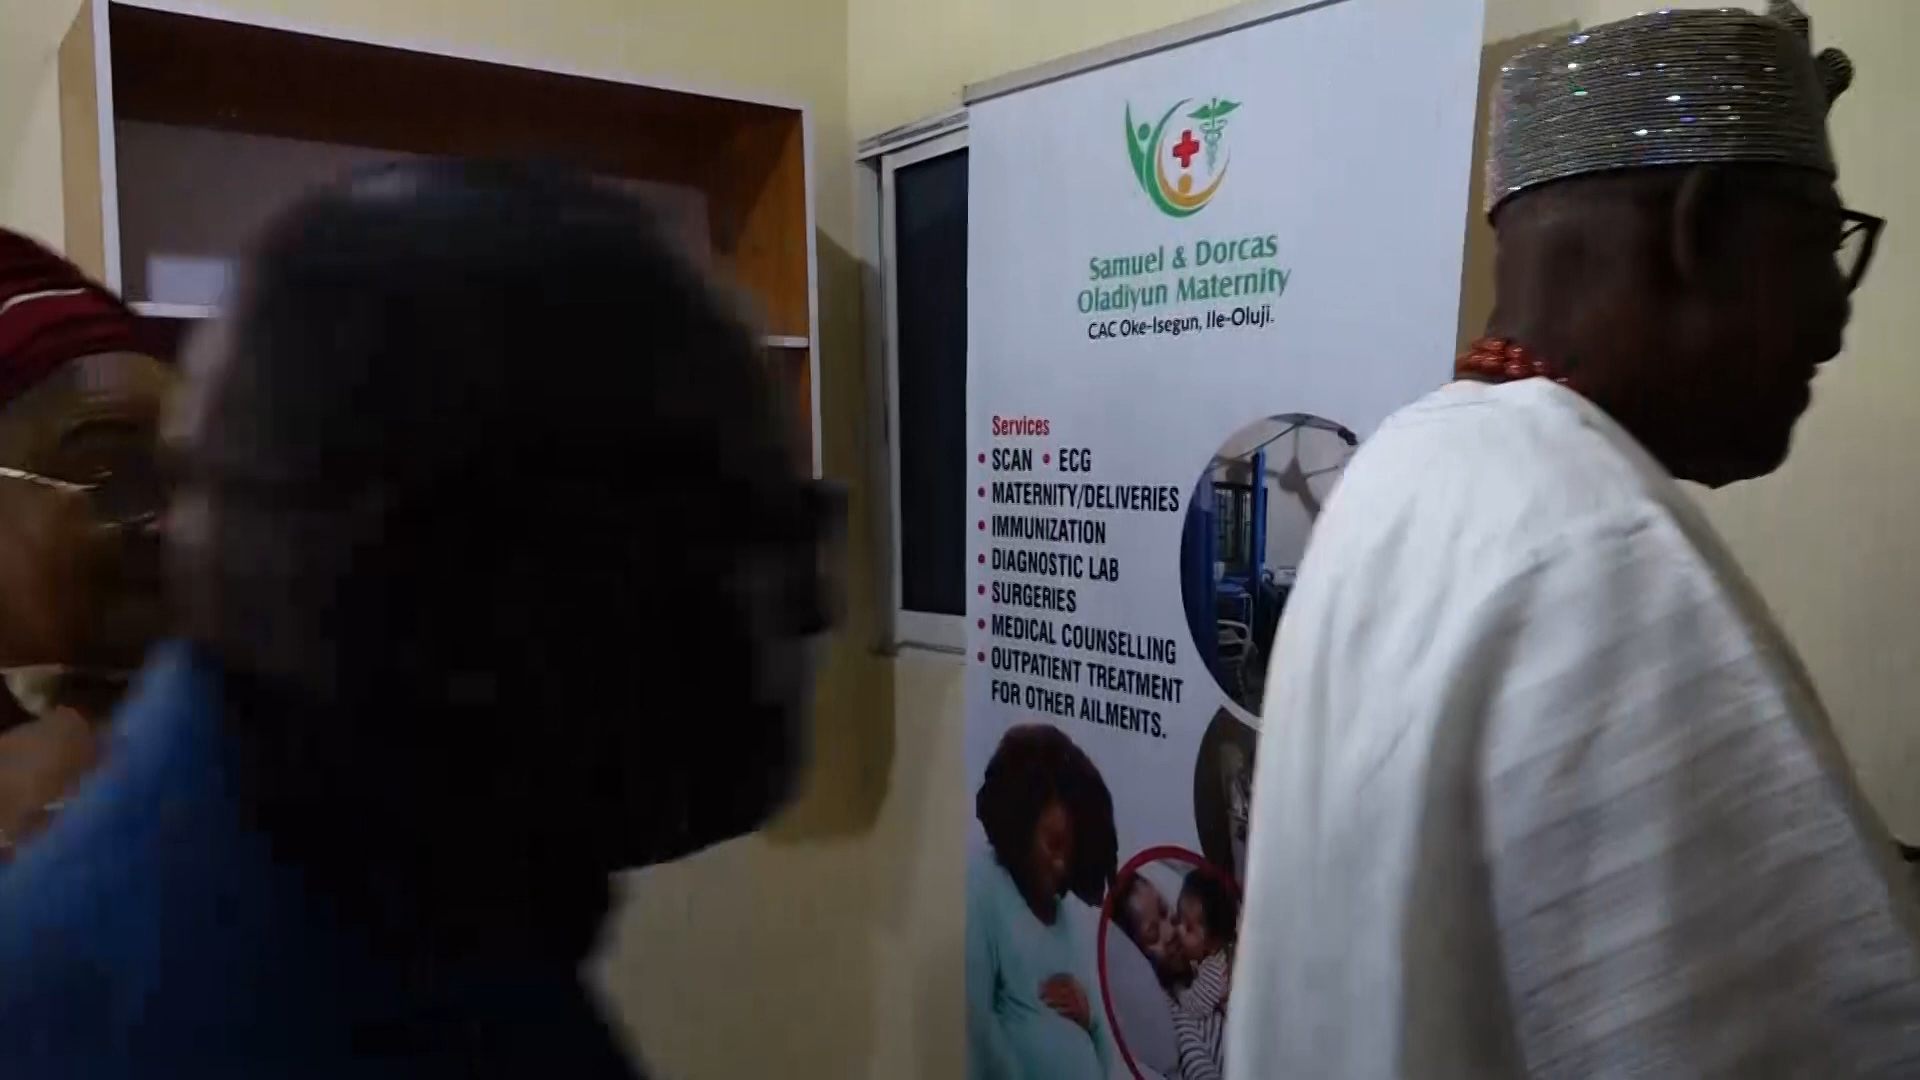 Samuel & Dorcas
Oladiyun Maternity
CAC Oke-Isegun, Ile-Oluji.
Services
• SCAN • ECG
• MATERNITY/DELIVERIES
• IMMUNIZATION
• DIAGNOSTIC LAB
• SURGERIES
• MEDICAL COUNSELLING
• OUTPATIENT TREATMENT
FOR OTHER AILMENTS.